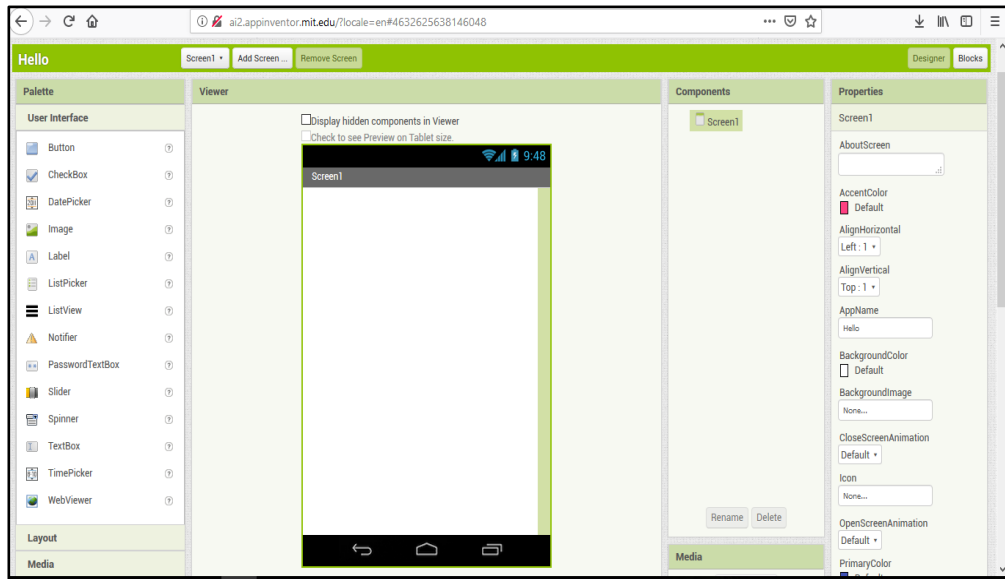 ai2.appinventor.mit.edu/?locale=en#4632625638146048
Hello
Screen1
Add Screen ...
Remove Screen
Designer
Blocks
Palette
User Interface
Button
CheckBox
DatePicker
Image
Label
ListPicker
ListView
Notifier
PasswordTextBox
Slider
Spinner
TextBox
TimePicker
WebViewer
Layout
Media
Viewer
Display hidden components in Viewer
Check to see Preview on Tablet size.
9:48
Screen1
Components
Screen1
Rename
Delete
Media
Properties
Screen1
AboutScreen
AccentColor
Default
AlignHorizontal
Left : 1
AlignVertical
Top : 1
AppName
Hello
BackgroundColor
Default
BackgroundImage
None...
CloseScreenAnimation
Default
Icon
None...
OpenScreenAnimation
Default
PrimaryColor